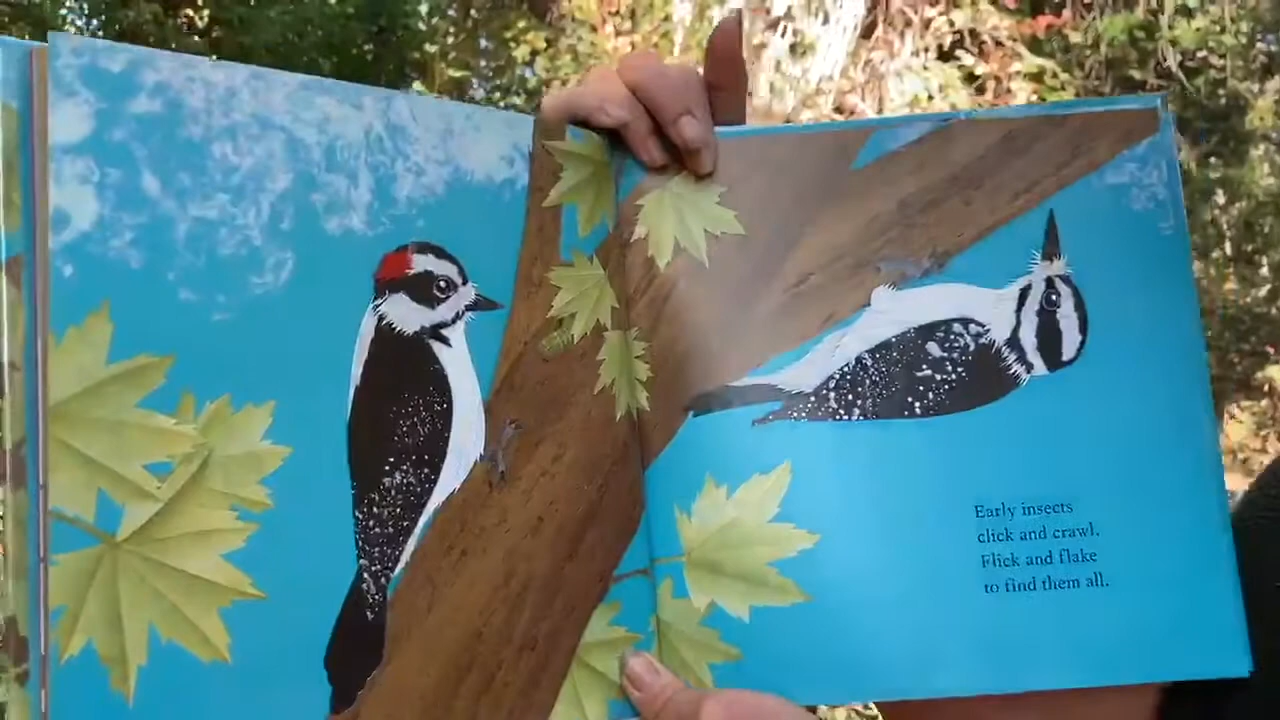 Early insects
click and crawl.
Flick and flake
to find them all.